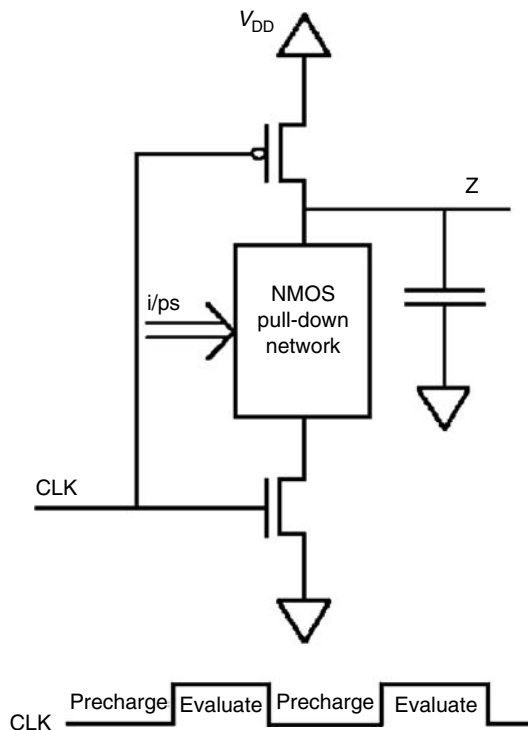 VDD
Z
i/ps
NMOS
pull-down
network
CLK
Precharge Evaluate Precharge Evaluate
CLK